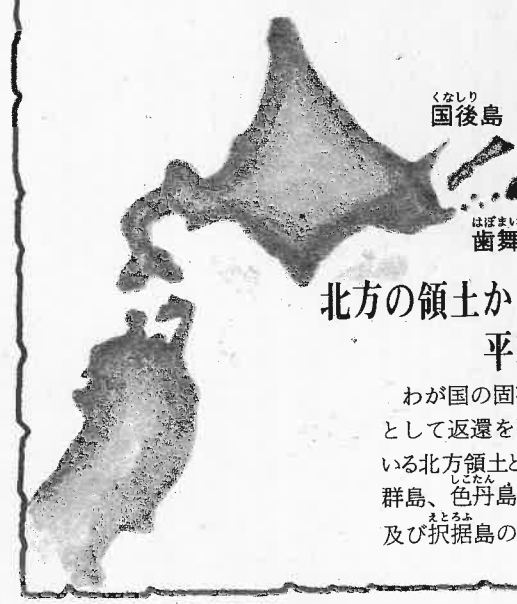 くなしり
国後島
はぼまい
歯舞
北方の領土か
平
わが国の固
として返還を
いる北方領土と
しこたん
群島、色丹島
えとろふ
及び択捉島の